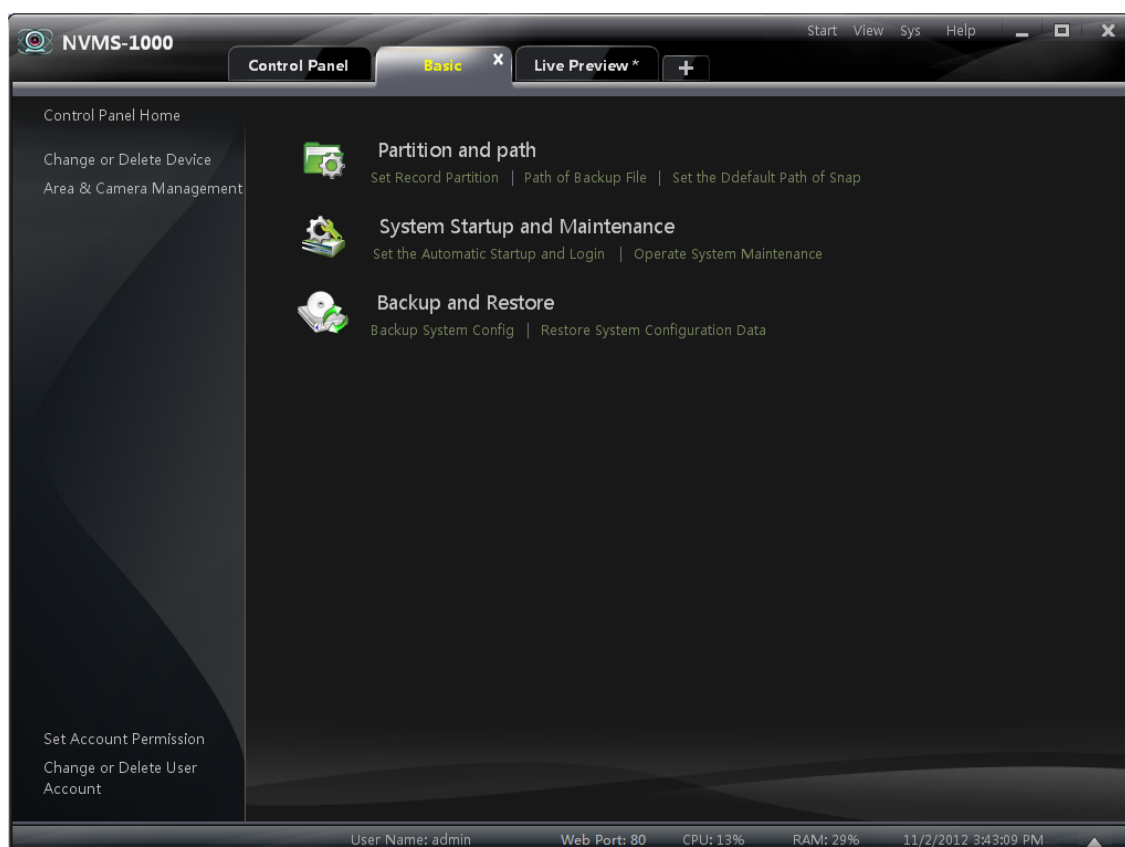 NVMS-1000
Start View Sys Help
Control Panel
Basic X
Live Preview *
+
Control Panel Home
Change or Delete Device
Area & Camera Management
Partition and path
Set Record Partition | Path of Backup File | Set the Ddefault Path of Snap
System Startup and Maintenance
Set the Automatic Startup and Login | Operate System Maintenance
Backup and Restore
Backup System Config | Restore System Configuration Data
Set Account Permission
Change or Delete User
Account
User Name: admin Web Port: 80 CPU: 13% RAM: 29% 11/2/2012 3:43:09 PM